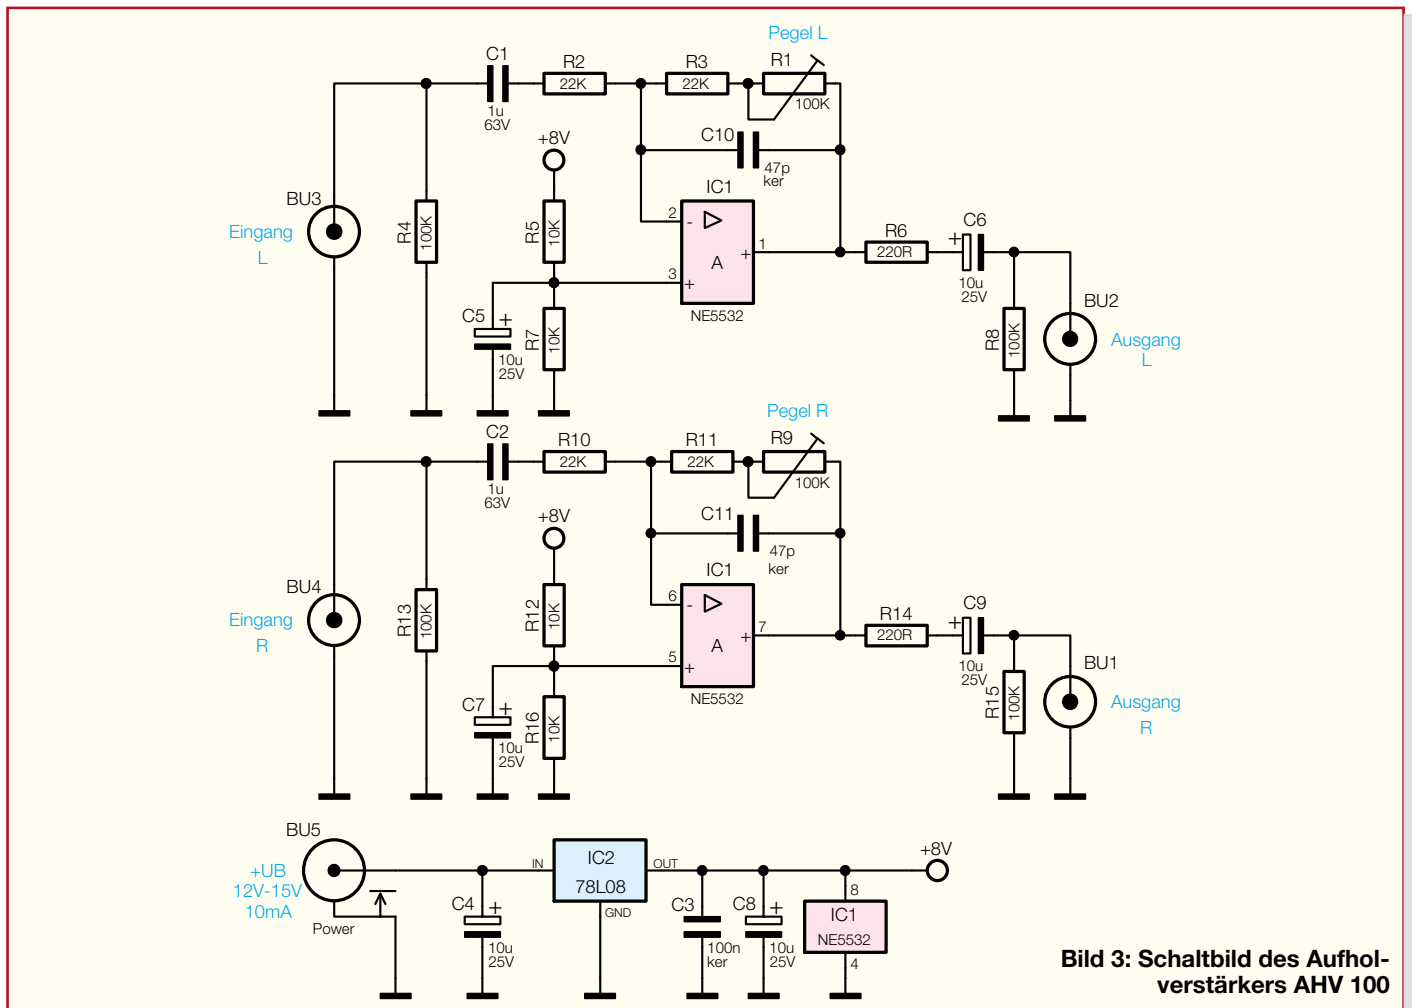 Pegel L
C1
1u
63V
R2
22K
R3
22K
R1
100K
C10
47p
ker
+8V
IC1
2
-
A
+
1
3
+
NE5532
BU3
Eingang
L
R4
100K
R5
10K
C5
+
10u
25V
R7
10K
R6
220R
C6
+
10u
25V
R8
100K
BU2
Ausgang
L
Pegel R
C2
1u
63V
R10
22K
R11
22K
R9
100K
C11
47p
ker
+8V
IC1
6
-
A
+
7
5
+
NE5532
BU4
Eingang
R
R13
100K
R12
10K
C7
+
10u
25V
R16
10K
R14
220R
C9
+
10u
25V
R15
100K
BU1
Ausgang
R
BU5
+UB
12V-15V
10mA
Power
C4
+
10u
25V
IN
IC2
78L08
OUT
GND
C3
100n
ker
C8
+
10u
25V
+8V
8
IC1
NE5532
4
Bild 3: Schaltbild des Aufhol-
verstärkers AHV 100